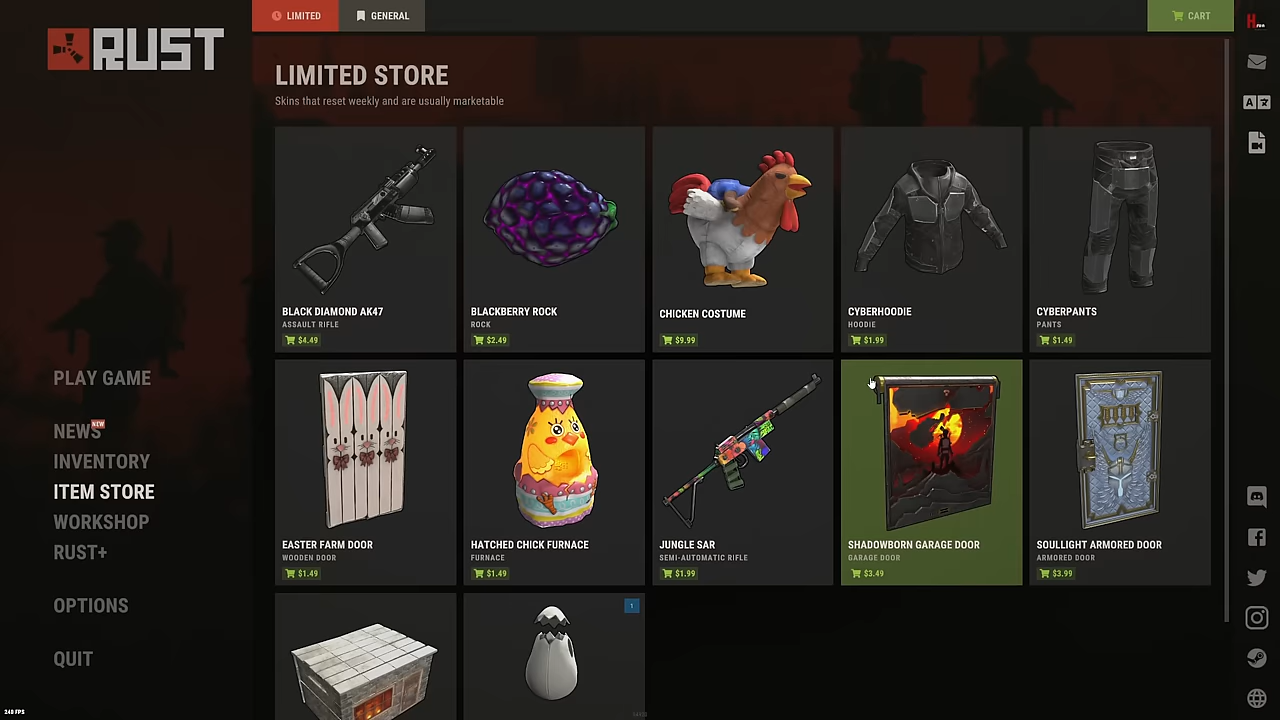 RUST
LIMITED
GENERAL
CART
LIMITED STORE
Skins that reset weekly and are usually marketable
BLACK DIAMOND AK47
ASSAULT RIFLE
$4.49
BLACKBERRY ROCK
ROCK
$2.49
CHICKEN COSTUME
$9.99
CYBERHOODIE
HOODIE
$1.99
CYBERPANTS
PANTS
$1.49
EASTER FARM DOOR
WOODEN DOOR
$1.49
HATCHED CHICK FURNACE
FURNACE
$1.49
JUNGLE SAR
SEMI-AUTOMATIC RIFLE
$1.99
SHADOWBORN GARAGE DOOR
GARAGE DOOR
$3.49
SOULLIGHT ARMORED DOOR
ARMORED DOOR
$3.99
1
PLAY GAME
NEWS
NEW
INVENTORY
ITEM STORE
WORKSHOP
RUST+
OPTIONS
QUIT
240 FPS